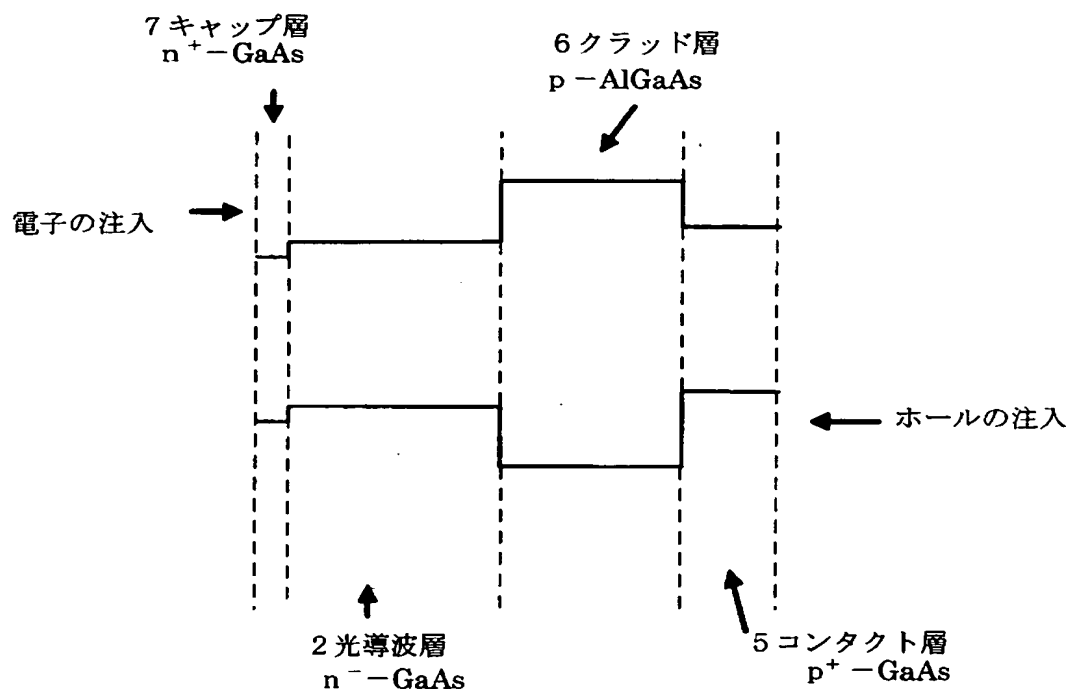 7キャップ層
n⁺－GaAs
6クラッド層
p－AlGaAs
電子の注入
ホールの注入
2光導波層
n⁻－GaAs
5コンタクト層
p⁺－GaAs